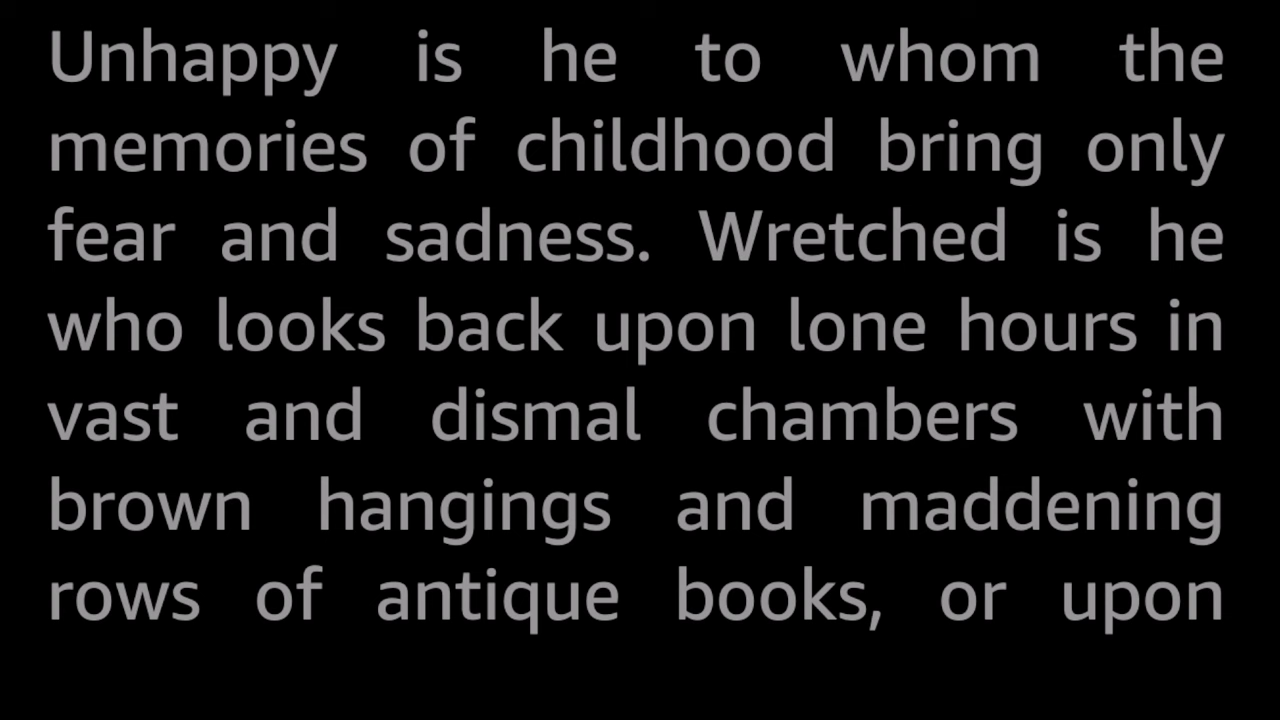 Unhappy is he to whom the
memories of childhood bring only
fear and sadness. Wretched is he
who looks back upon lone hours in
vast and dismal chambers with
brown hangings and maddening
rows of antique books, or upon